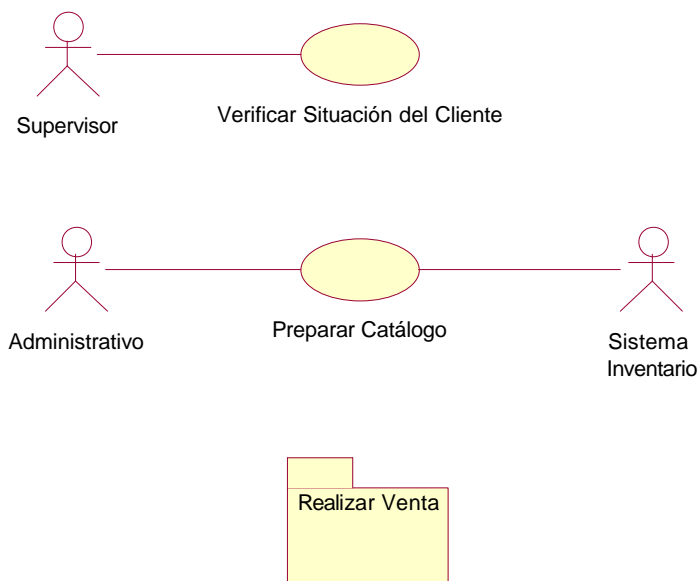 Supervisor
Verificar Situación del Cliente
Administrativo
Preparar Catálogo
Sistema
Inventario
Realizar Venta